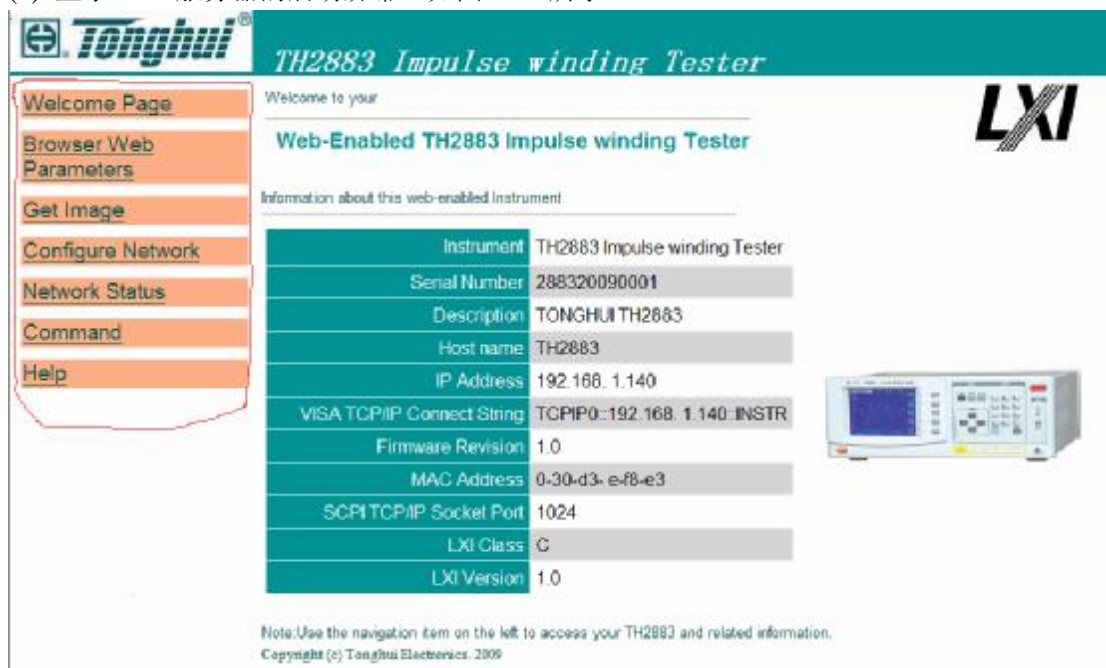 Tonghui®
TH2883 Impulse winding Tester
Welcome Page
Browser Web
Parameters
Get Image
Configure Network
Network Status
Command
Help
Welcome to your
LXI
Web-Enabled TH2883 Impulse winding Tester
Information about this web-enabled Instrument
Instrument TH2883 Impulse winding Tester
Serial Number 288320090001
Description TONGHUI TH2883
Host name TH2883
IP Address 192.168. 1.140
VISA TCP/IP Connect String TCPIP0::192.168. 1.140::INSTR
Firmware Revision 1.0
MAC Address 0-30-d3- e-f8-e3
SCPI TCP/IP Socket Port 1024
LXI Class C
LXI Version 1.0
Note:Use the navigation item on the left to access your TH2883 and related information.
Copyright (c) Tonghui Electronics. 2009